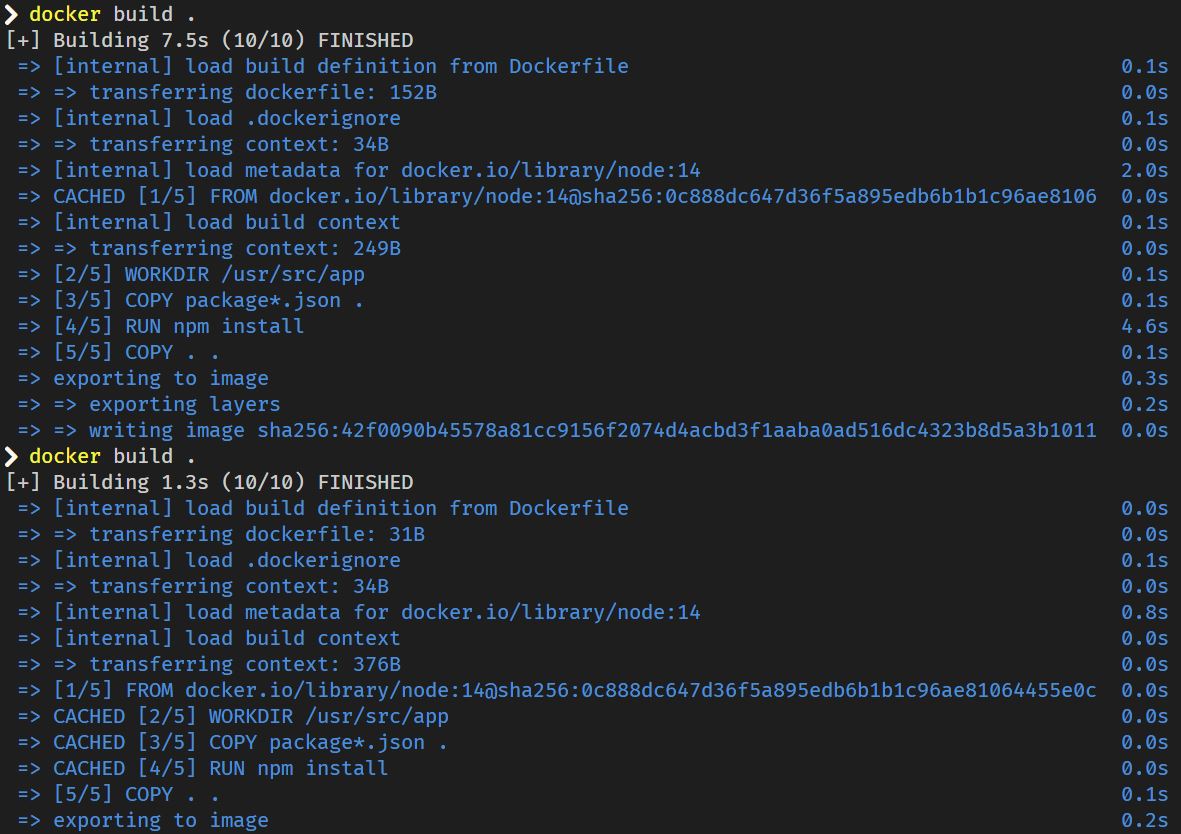 ❯ docker build .
[+] Building 7.5s (10/10) FINISHED
=> [internal] load build definition from Dockerfile 0.1s
=> => transferring dockerfile: 152B 0.0s
=> [internal] load .dockerignore 0.1s
=> => transferring context: 34B 0.0s
=> [internal] load metadata for docker.io/library/node:14 2.0s
=> CACHED [1/5] FROM docker.io/library/node:14@sha256:0c888dc647d36f5a895edb6b1b1c96ae8106 0.0s
=> [internal] load build context 0.1s
=> => transferring context: 249B 0.0s
=> [2/5] WORKDIR /usr/src/app 0.1s
=> [3/5] COPY package*.json . 0.1s
=> [4/5] RUN npm install 4.6s
=> [5/5] COPY . . 0.1s
=> exporting to image 0.3s
=> => exporting layers 0.2s
=> => writing image sha256:42f0090b45578a81cc9156f2074d4acbd3f1aaba0ad516dc4323b8d5a3b1011 0.0s
❯ docker build .
[+] Building 1.3s (10/10) FINISHED
=> [internal] load build definition from Dockerfile 0.0s
=> => transferring dockerfile: 31B 0.0s
=> [internal] load .dockerignore 0.1s
=> => transferring context: 34B 0.0s
=> [internal] load metadata for docker.io/library/node:14 0.8s
=> [internal] load build context 0.0s
=> => transferring context: 376B 0.0s
=> [1/5] FROM docker.io/library/node:14@sha256:0c888dc647d36f5a895edb6b1b1c96ae81064455e0c 0.0s
=> CACHED [2/5] WORKDIR /usr/src/app 0.0s
=> CACHED [3/5] COPY package*.json . 0.0s
=> CACHED [4/5] RUN npm install 0.0s
=> [5/5] COPY . . 0.1s
=> exporting to image 0.2s